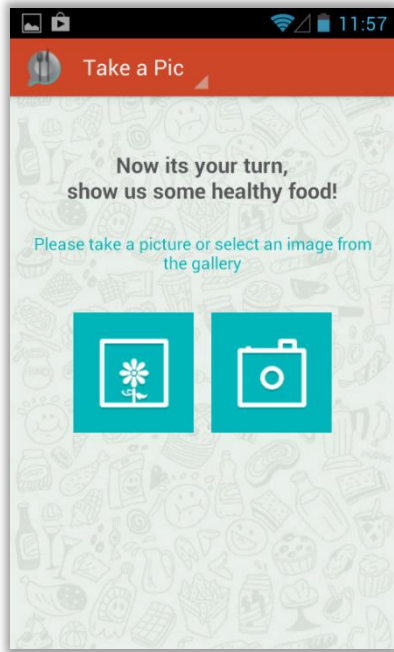 11:57
Take a Pic
Now its your turn,
show us some healthy food!
Please take a picture or select an image from
the gallery